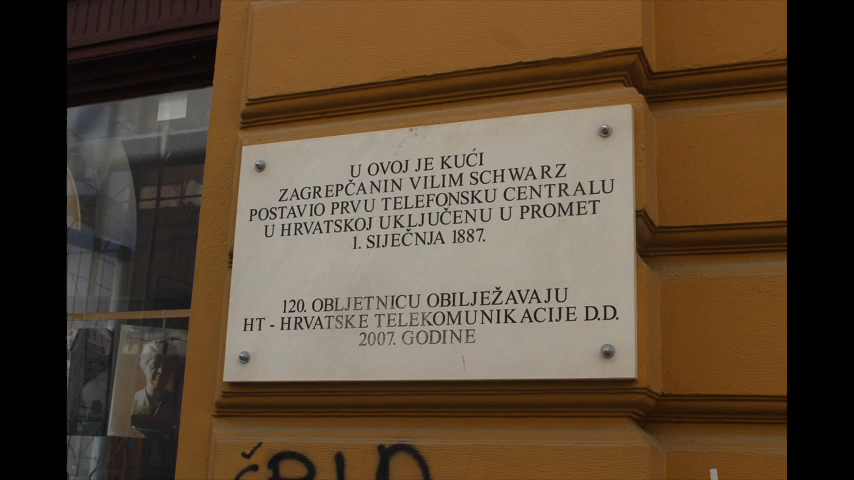 U OVOJ JE KUĆI
ZAGREPČANIN VILIM SCHWARZ
POSTAVIO PRVU TELEFONSKU CENTRALU
U HRVATSKOJ UKLJUČENU U PROMET
1. SIJEČNJA 1887.
120. OBLJETNICU OBILJEŽAVAJU
HT - HRVATSKE TELEKOMUNIKACIJE D.D.
2007. GODINE